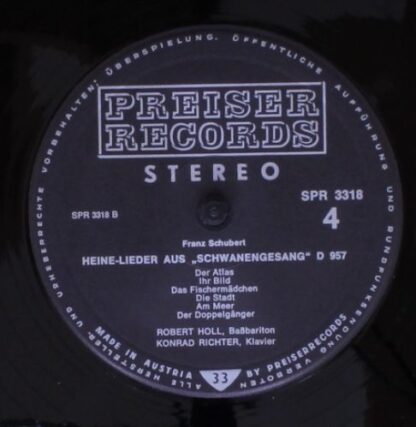 ALLE HERSTELLER- UND URHEBERRECHTE VORBEHALTEN. ÜBERSPIELUNG, ÖFFENTLICHE AUFFÜHRUNG UND RUNDFUNKSENDUNG VERBOTEN
PREISER
RECORDS
STEREO
SPR 3318
SPR 3318 B
4
Franz Schubert
HEINE-LIEDER AUS „SCHWANENGESANG“ D 957
Der Atlas
Ihr Bild
Das Fischermädchen
Die Stadt
Am Meer
Der Doppelgänger
ROBERT HOLL, Baßbariton
KONRAD RICHTER, Klavier
MADE IN AUSTRIA 33 BY PREISERRECORDS